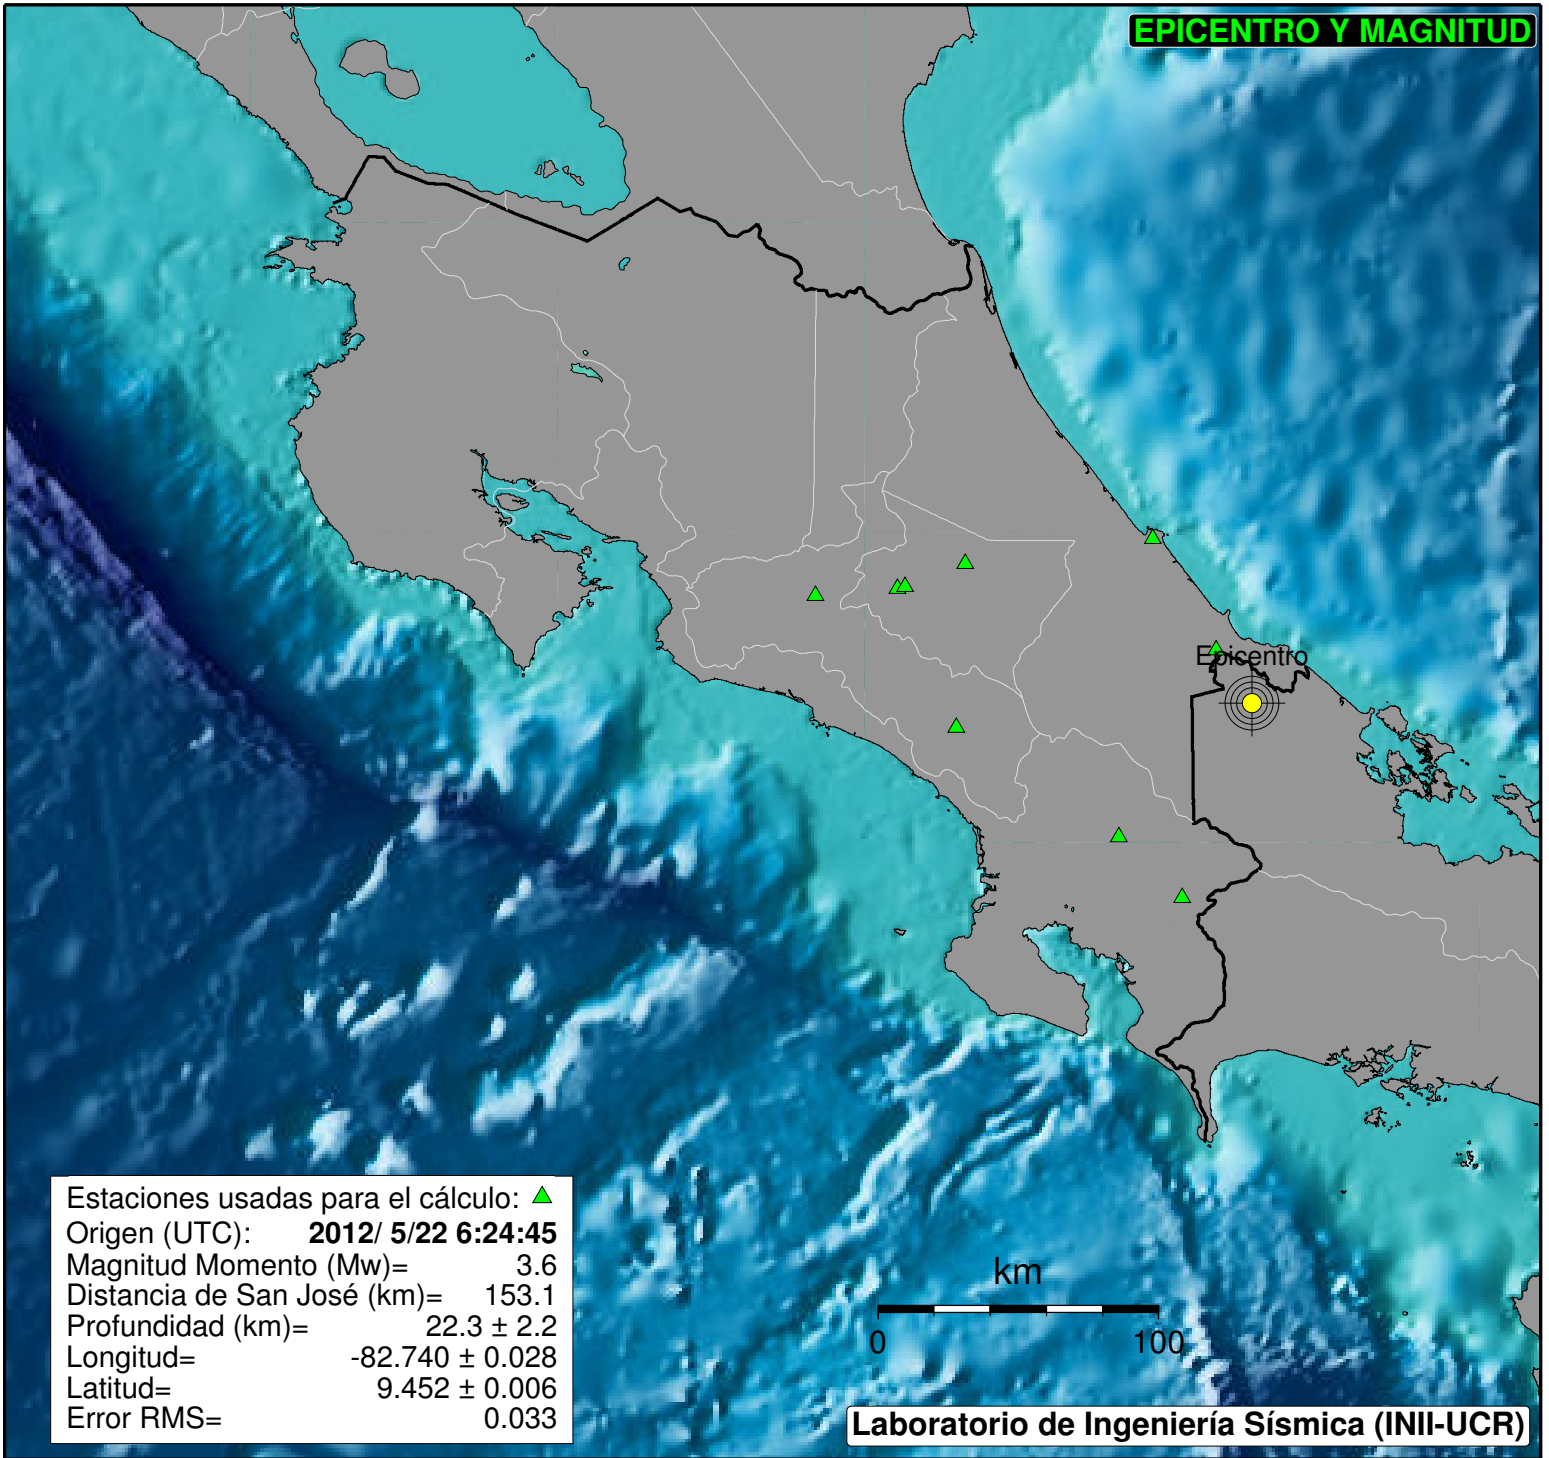 EPICENTRO Y MAGNITUD
Epicentro
Estaciones usadas para el cálculo:
Origen (UTC): 2012/ 5/22 6:24:45
Magnitud Momento (Mw)= 3.6
Distancia de San José (km)= 153.1
Profundidad (km)= 22.3 ± 2.2
Longitud= -82.740 ± 0.028
Latitud= 9.452 ± 0.006
Error RMS= 0.033
km
0 100
Laboratorio de Ingeniería Sísmica (INII-UCR)